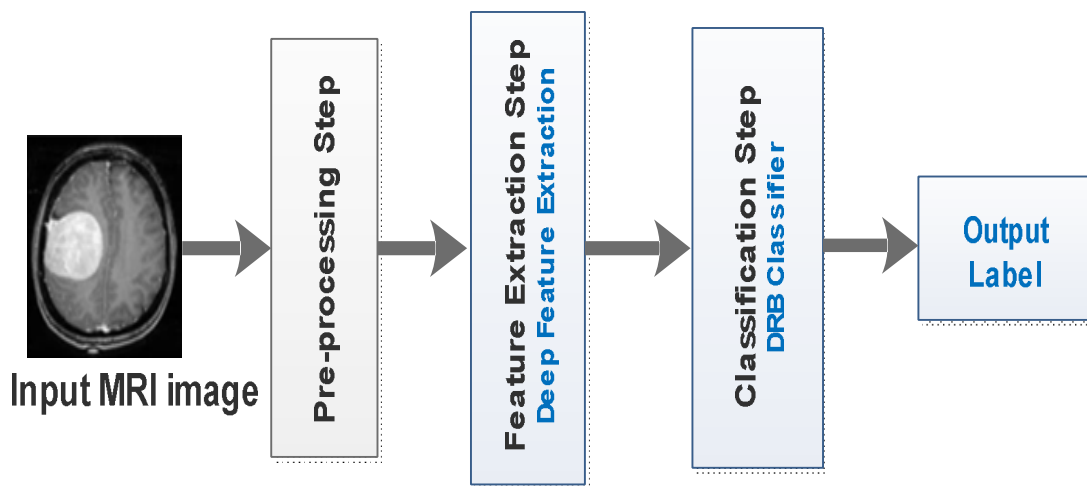 Input MRI image
Pre-processing Step
Feature Extraction Step
Deep Feature Extraction
Classification Step
DRB Classifier
Output
Label